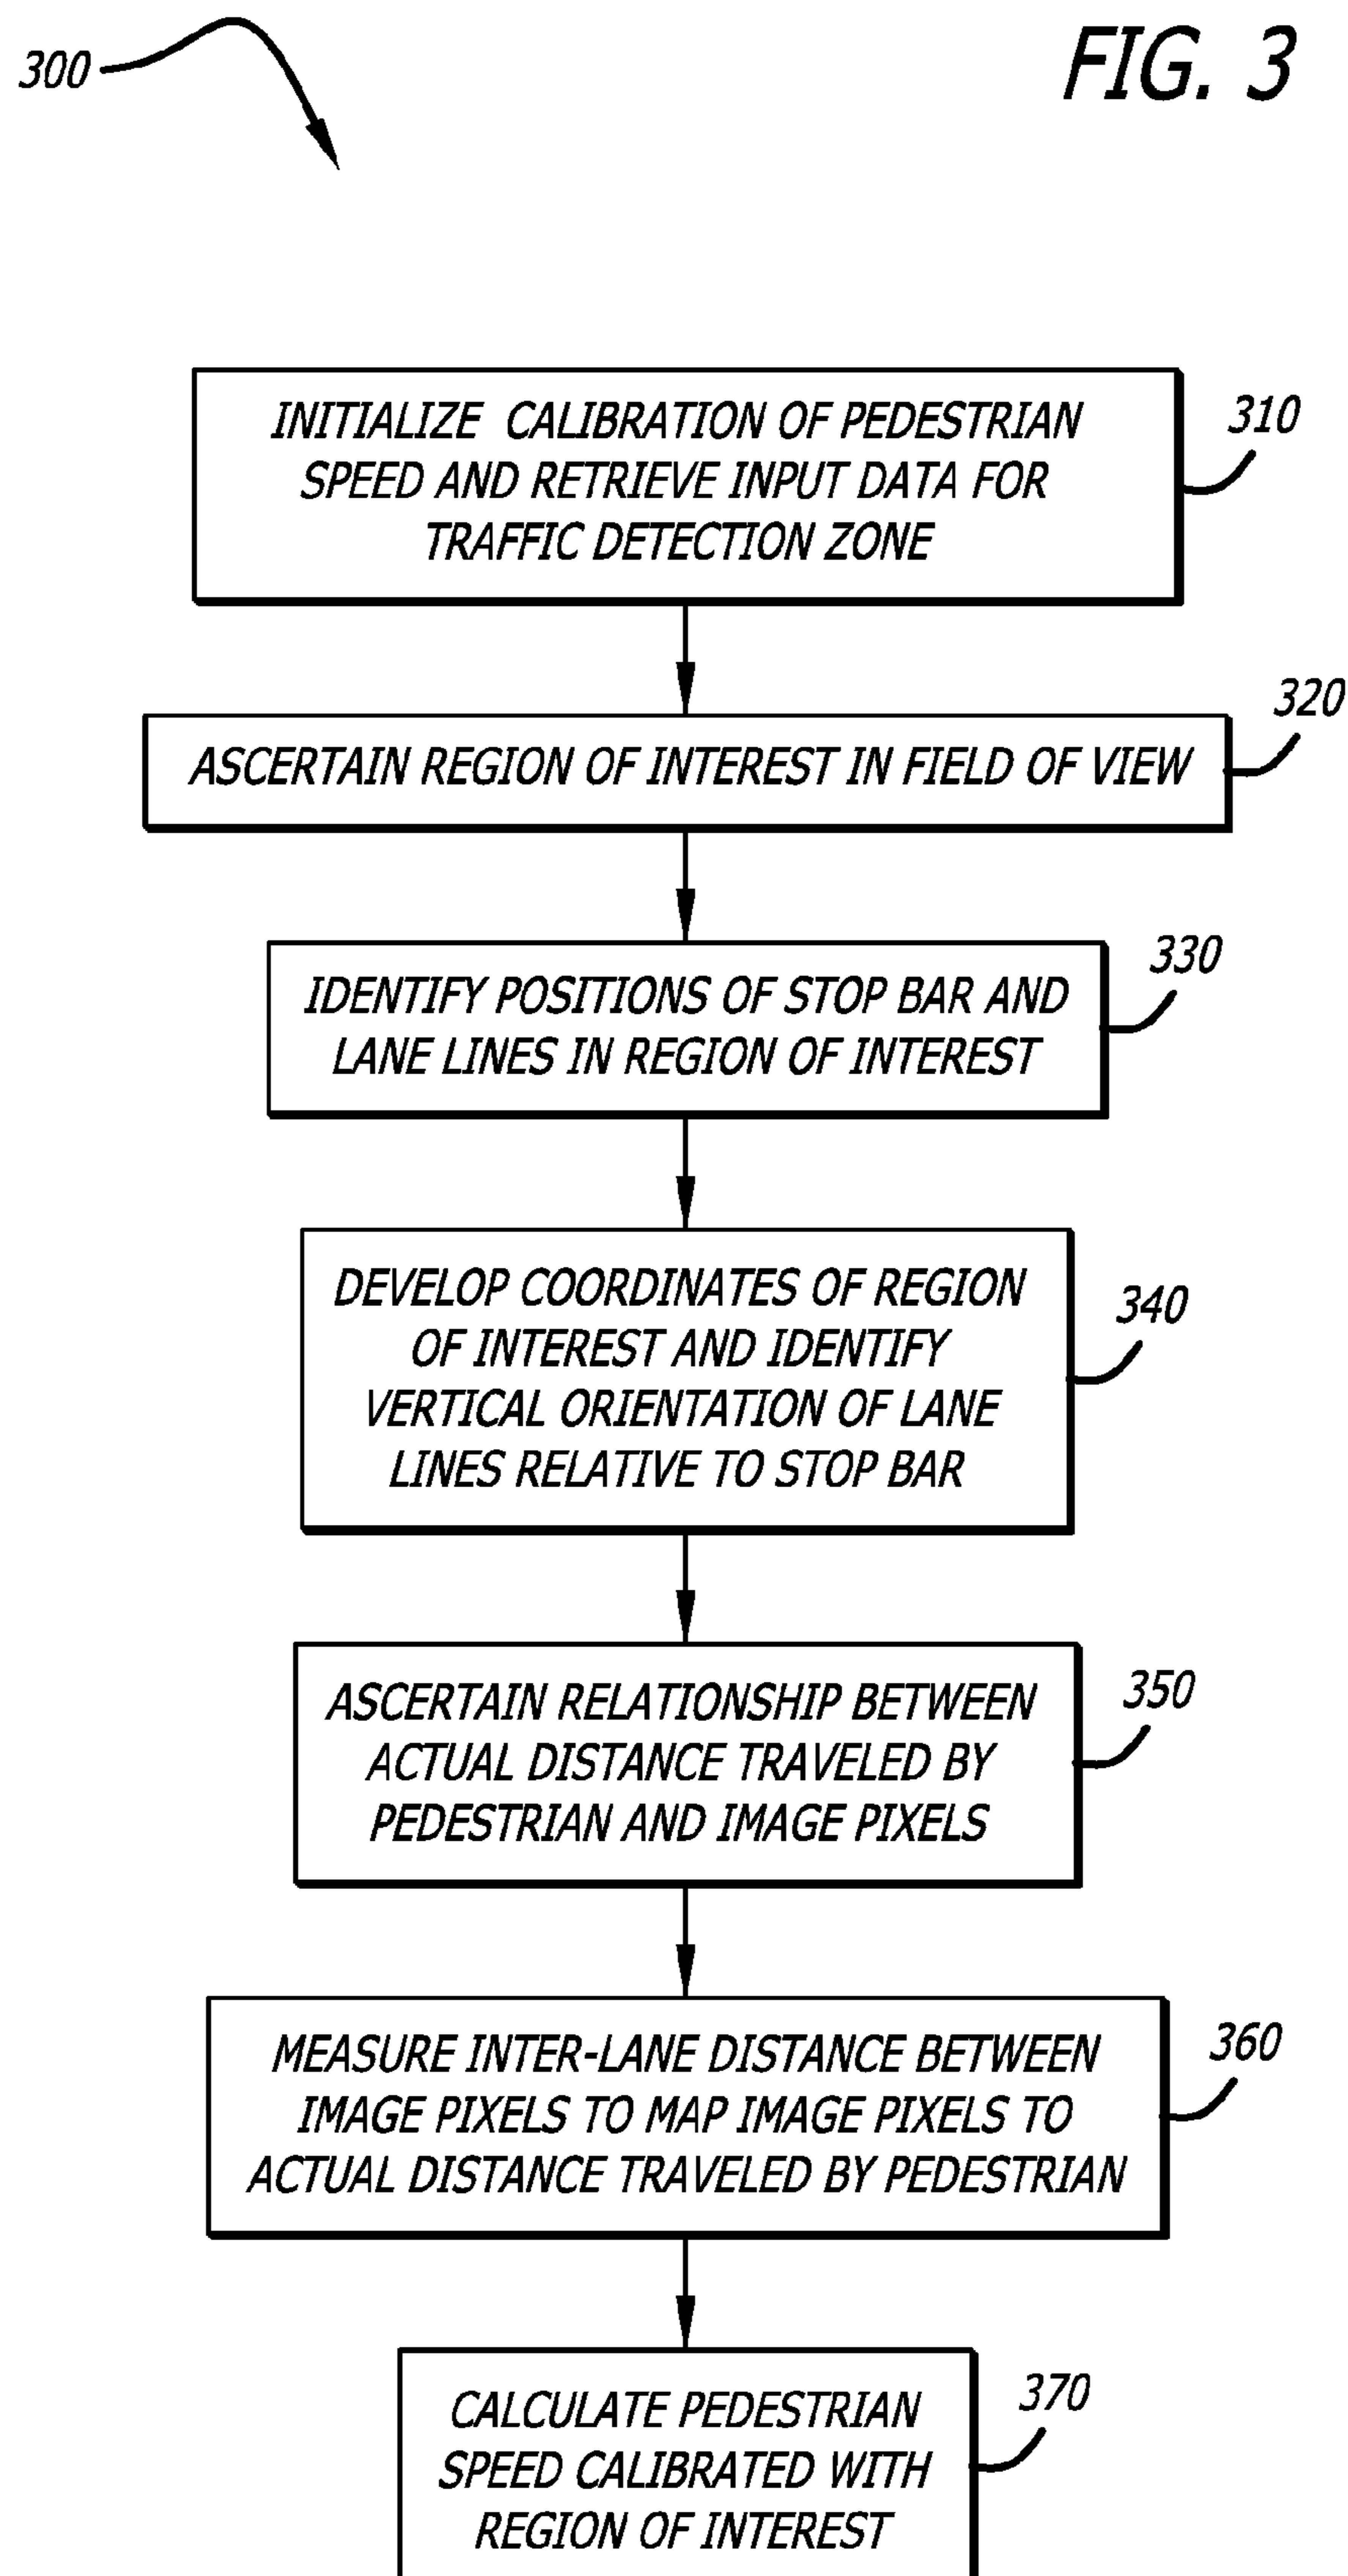 300
FIG. 3
INITIALIZE CALIBRATION OF PEDESTRIAN
SPEED AND RETRIEVE INPUT DATA FOR
TRAFFIC DETECTION ZONE
310
ASCERTAIN REGION OF INTEREST IN FIELD OF VIEW
320
IDENTIFY POSITIONS OF STOP BAR AND
LANE LINES IN REGION OF INTEREST
330
DEVELOP COORDINATES OF REGION
OF INTEREST AND IDENTIFY
VERTICAL ORIENTATION OF LANE
LINES RELATIVE TO STOP BAR
340
ASCERTAIN RELATIONSHIP BETWEEN
ACTUAL DISTANCE TRAVELED BY
PEDESTRIAN AND IMAGE PIXELS
350
MEASURE INTER-LANE DISTANCE BETWEEN
IMAGE PIXELS TO MAP IMAGE PIXELS TO
ACTUAL DISTANCE TRAVELED BY PEDESTRIAN
360
CALCULATE PEDESTRIAN
SPEED CALIBRATED WITH
REGION OF INTEREST
370